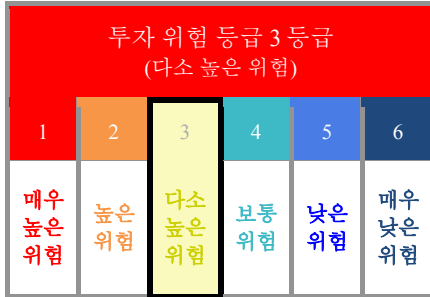 투자 위험 등급 3 등급
(다소 높은 위험)
1 2 3 4 5 6
매우 높은 위험 높은 위험 다소 높은 위험 보통 위험 낮은 위험 매우 낮은 위험